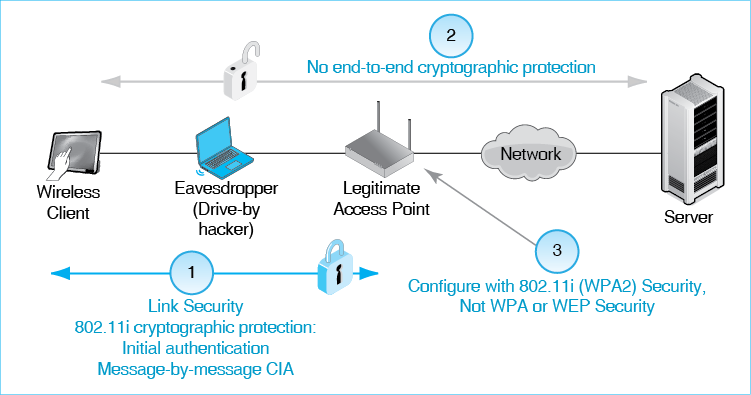 2
No end-to-end cryptographic protection
Wireless
Client
Eavesdropper
(Drive-by
hacker)
Legitimate
Access Point
Network
Server
1
Link Security
802.11i cryptographic protection:
Initial authentication
Message-by-message CIA
3
Configure with 802.11i (WPA2) Security,
Not WPA or WEP Security